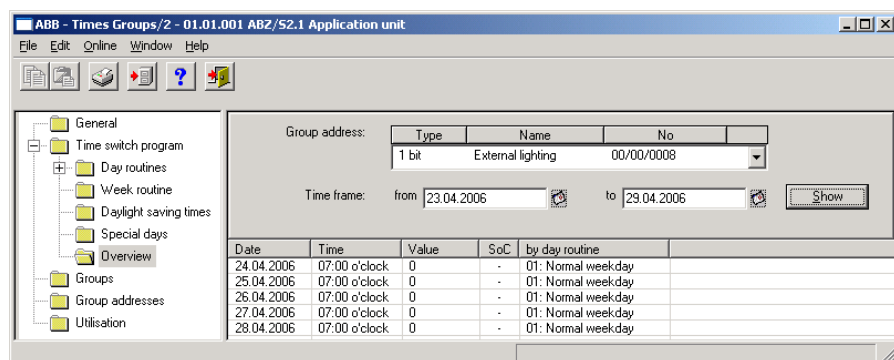 ABB - Times Groups/2 - 01.01.001 ABZ/S2.1 Application unit
File Edit Online Window Help
General
Time switch program
Day routines
Week routine
Daylight saving times
Special days
Overview
Groups
Group addresses
Utilisation
Group address: Type Name No
1 bit External lighting 00/00/0008
Time frame: from 23.04.2006 to 29.04.2006 Show
Date Time Value SoC by day routine
24.04.2006 07:00 o'clock 0 - 01: Normal weekday
25.04.2006 07:00 o'clock 0 - 01: Normal weekday
26.04.2006 07:00 o'clock 0 - 01: Normal weekday
27.04.2006 07:00 o'clock 0 - 01: Normal weekday
28.04.2006 07:00 o'clock 0 - 01: Normal weekday